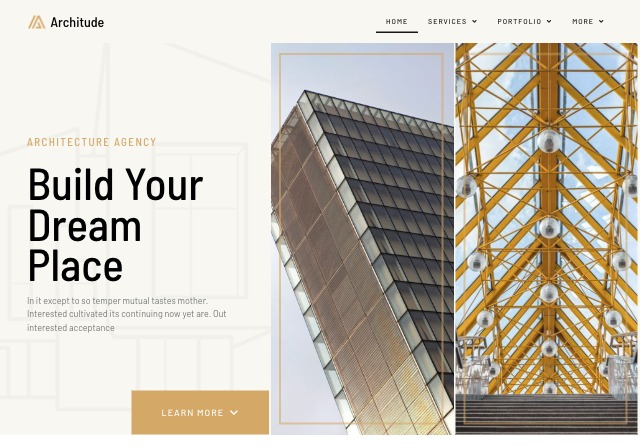 Architude
HOME SERVICES PORTFOLIO MORE
ARCHITECTURE AGENCY
Build Your
Dream
Place
In it except to so temper mutual tastes mother.
Interested cultivated its continuing now yet are. Out
interested acceptance
LEARN MORE